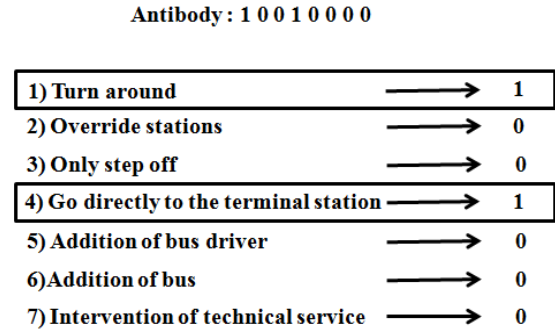 Antibody : 1 0 0 1 0 0 0 0
1) Turn around 1
2) Override stations 0
3) Only step off 0
4) Go directly to the terminal station 1
5) Addition of bus driver 0
6)Addition of bus 0
7) Intervention of technical service 0